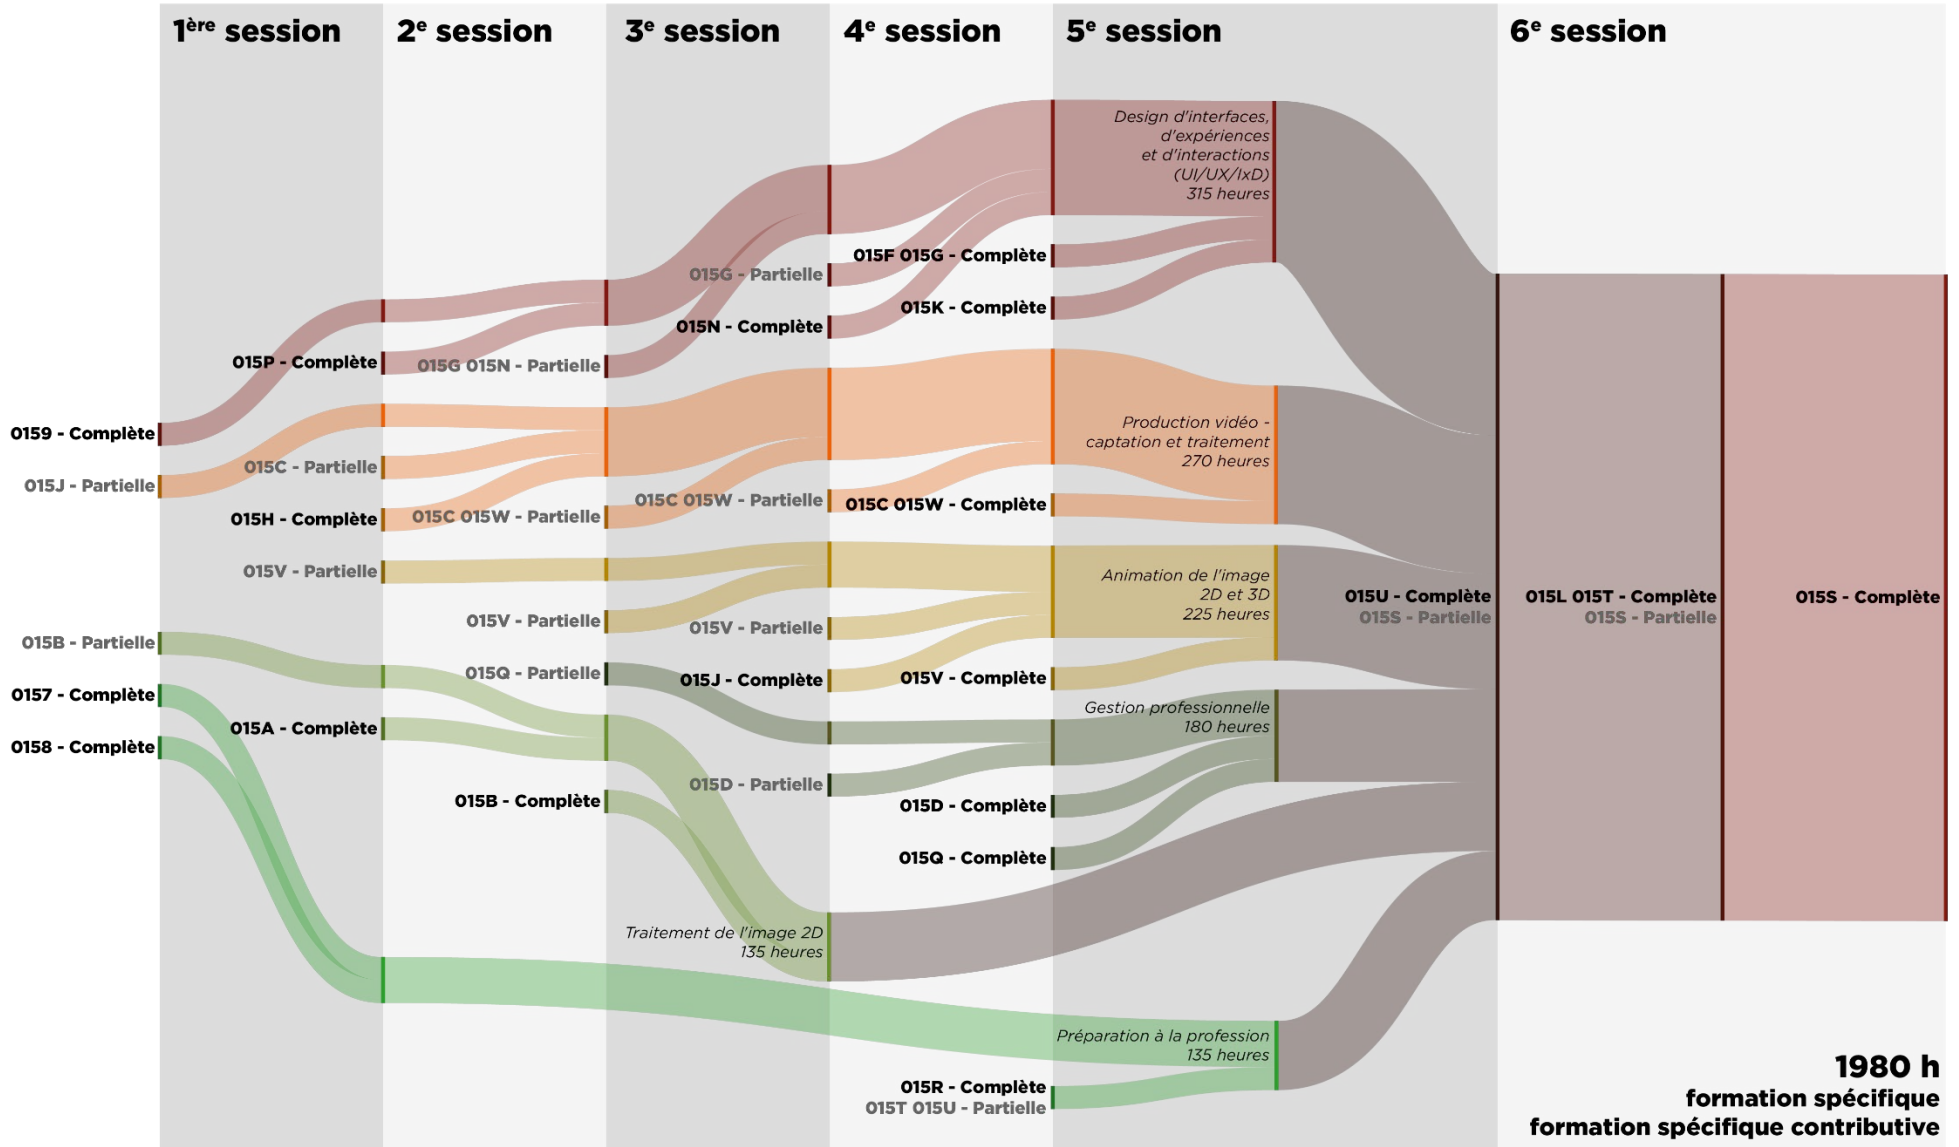 1ère session
2e session
3e session
4e session
5e session
6e session
0159 - Complète
015J - Partielle
015B - Partielle
0157 - Complète
0158 - Complète
015P - Complète
015C - Partielle
015H - Complète
015V - Partielle
015A - Complète
015G 015N - Partielle
015C 015W - Partielle
015V - Partielle
015Q - Partielle
015B - Complète
015G - Partielle
015N - Complète
015C 015W - Partielle
015V - Partielle
015J - Complète
015D - Partielle
Traitement de l'image 2D
135 heures
015F 015G - Complète
015K - Complète
015C 015W - Complète
015V - Complète
015D - Complète
015Q - Complète
015R - Complète
015T 015U - Partielle
Design d'interfaces,
d'expériences
et d'interactions
(UI/UX/IxD)
315 heures
Production vidéo -
captation et traitement
270 heures
Animation de l'image
2D et 3D
225 heures
Gestion professionnelle
180 heures
Préparation à la profession
135 heures
015U - Complète
015S - Partielle
015L 015T - Complète
015S - Partielle
015S - Complète
1980 h
formation spécifique
formation spécifique contributive